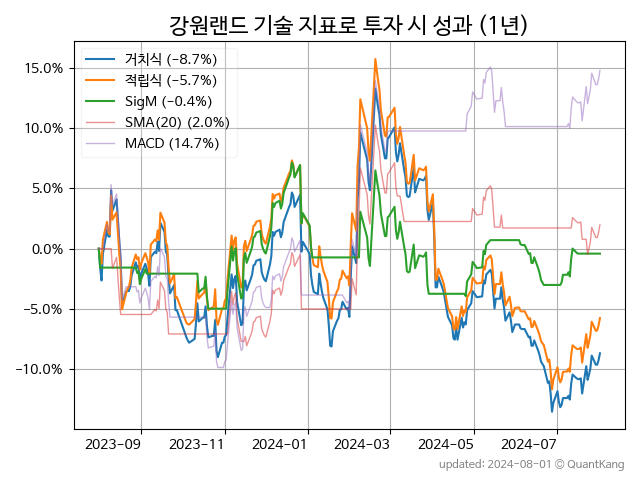 강원랜드 기술 지표로 투자 시 성과 (1년)
거치식 (−8.7%)
적립식 (−5.7%)
SigM (−0.4%)
SMA(20) (2.0%)
MACD (14.7%)
15.0%
10.0%
5.0%
0.0%
−5.0%
−10.0%
2023-09 2023-11 2024-01 2024-03 2024-05 2024-07
updated: 2024-08-01 © QuantKang